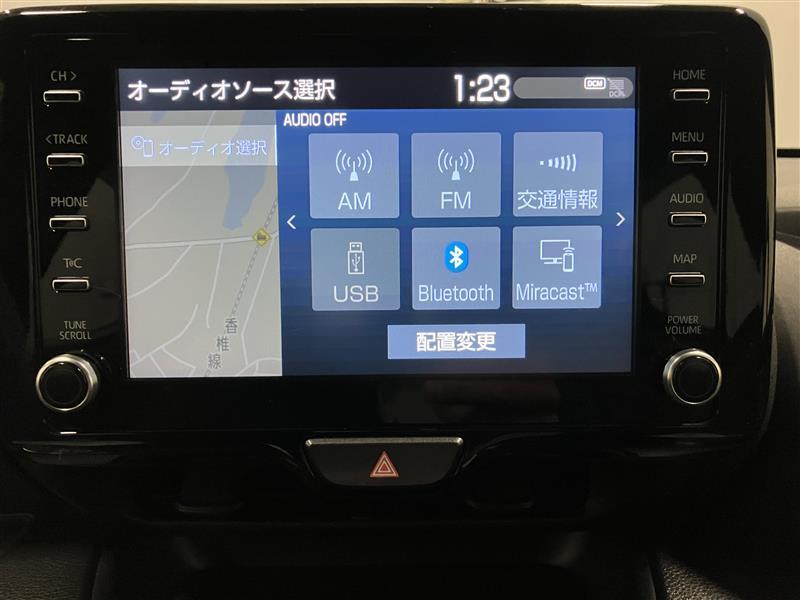 CH >
< TRACK
PHONE
T&C
TUNE
SCROLL
オーディオソース選択
1:23
DCM
DCM
AUDIO OFF
オーディオ選択
AM
FM
交通情報
USB
Bluetooth
Miracast™
配置変更
香椎線
HOME
MENU
AUDIO
MAP
POWER
VOLUME